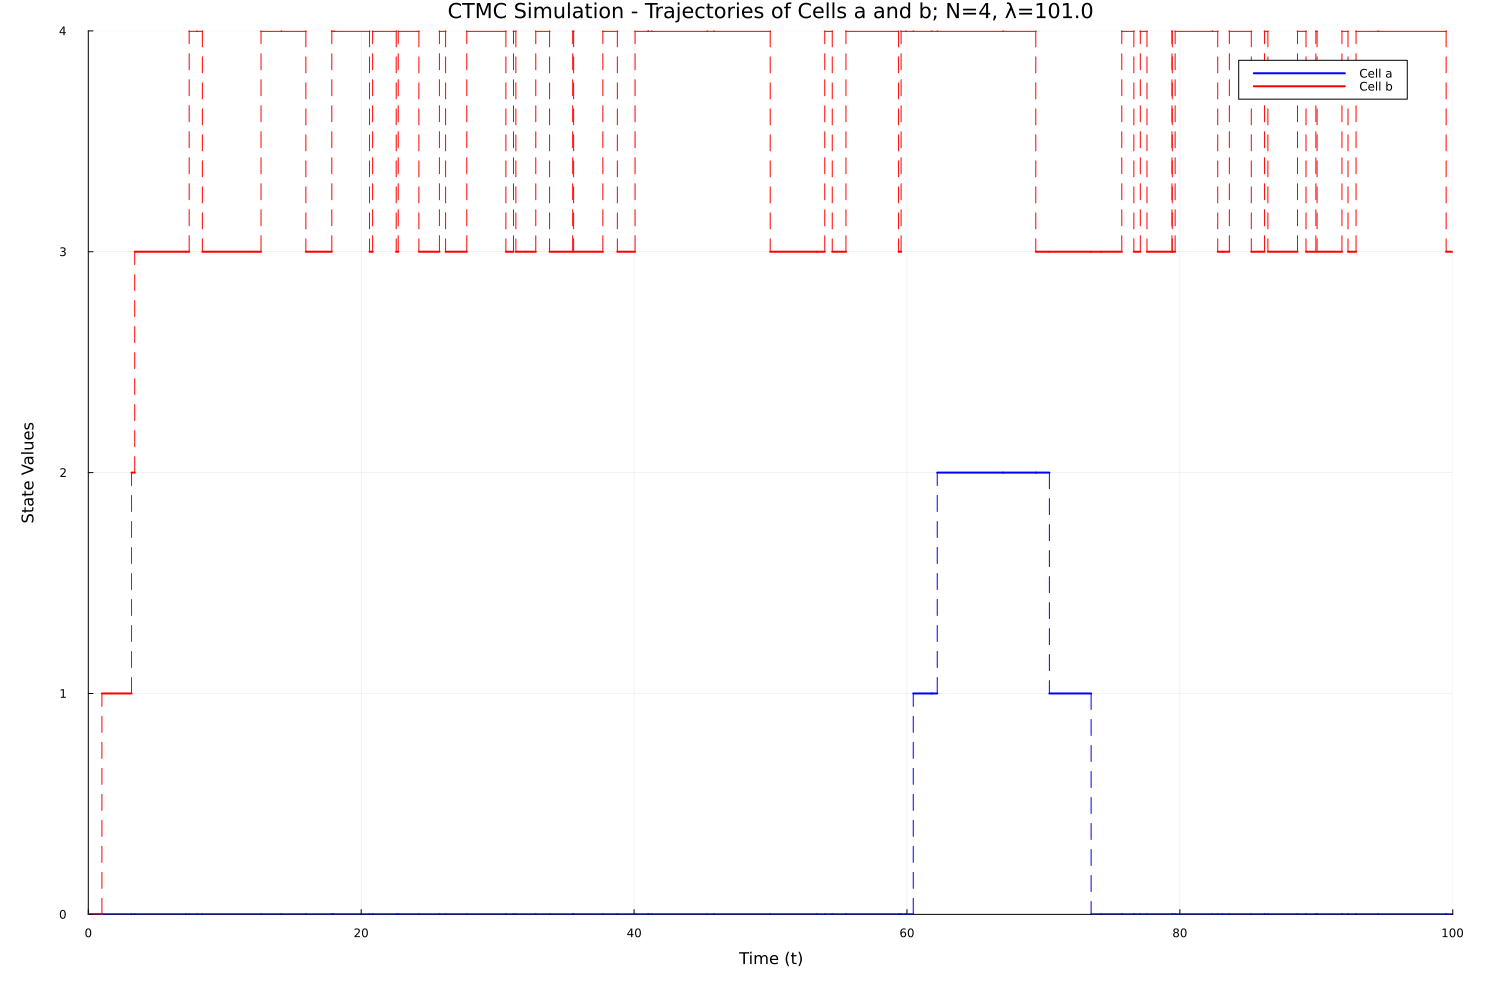 CTMC Simulation - Trajectories of Cells a and b; N=4, λ=101.0
4
Cell a
Cell b
3
State Values
2
1
0
0 20 40 60 80 100
Time (t)